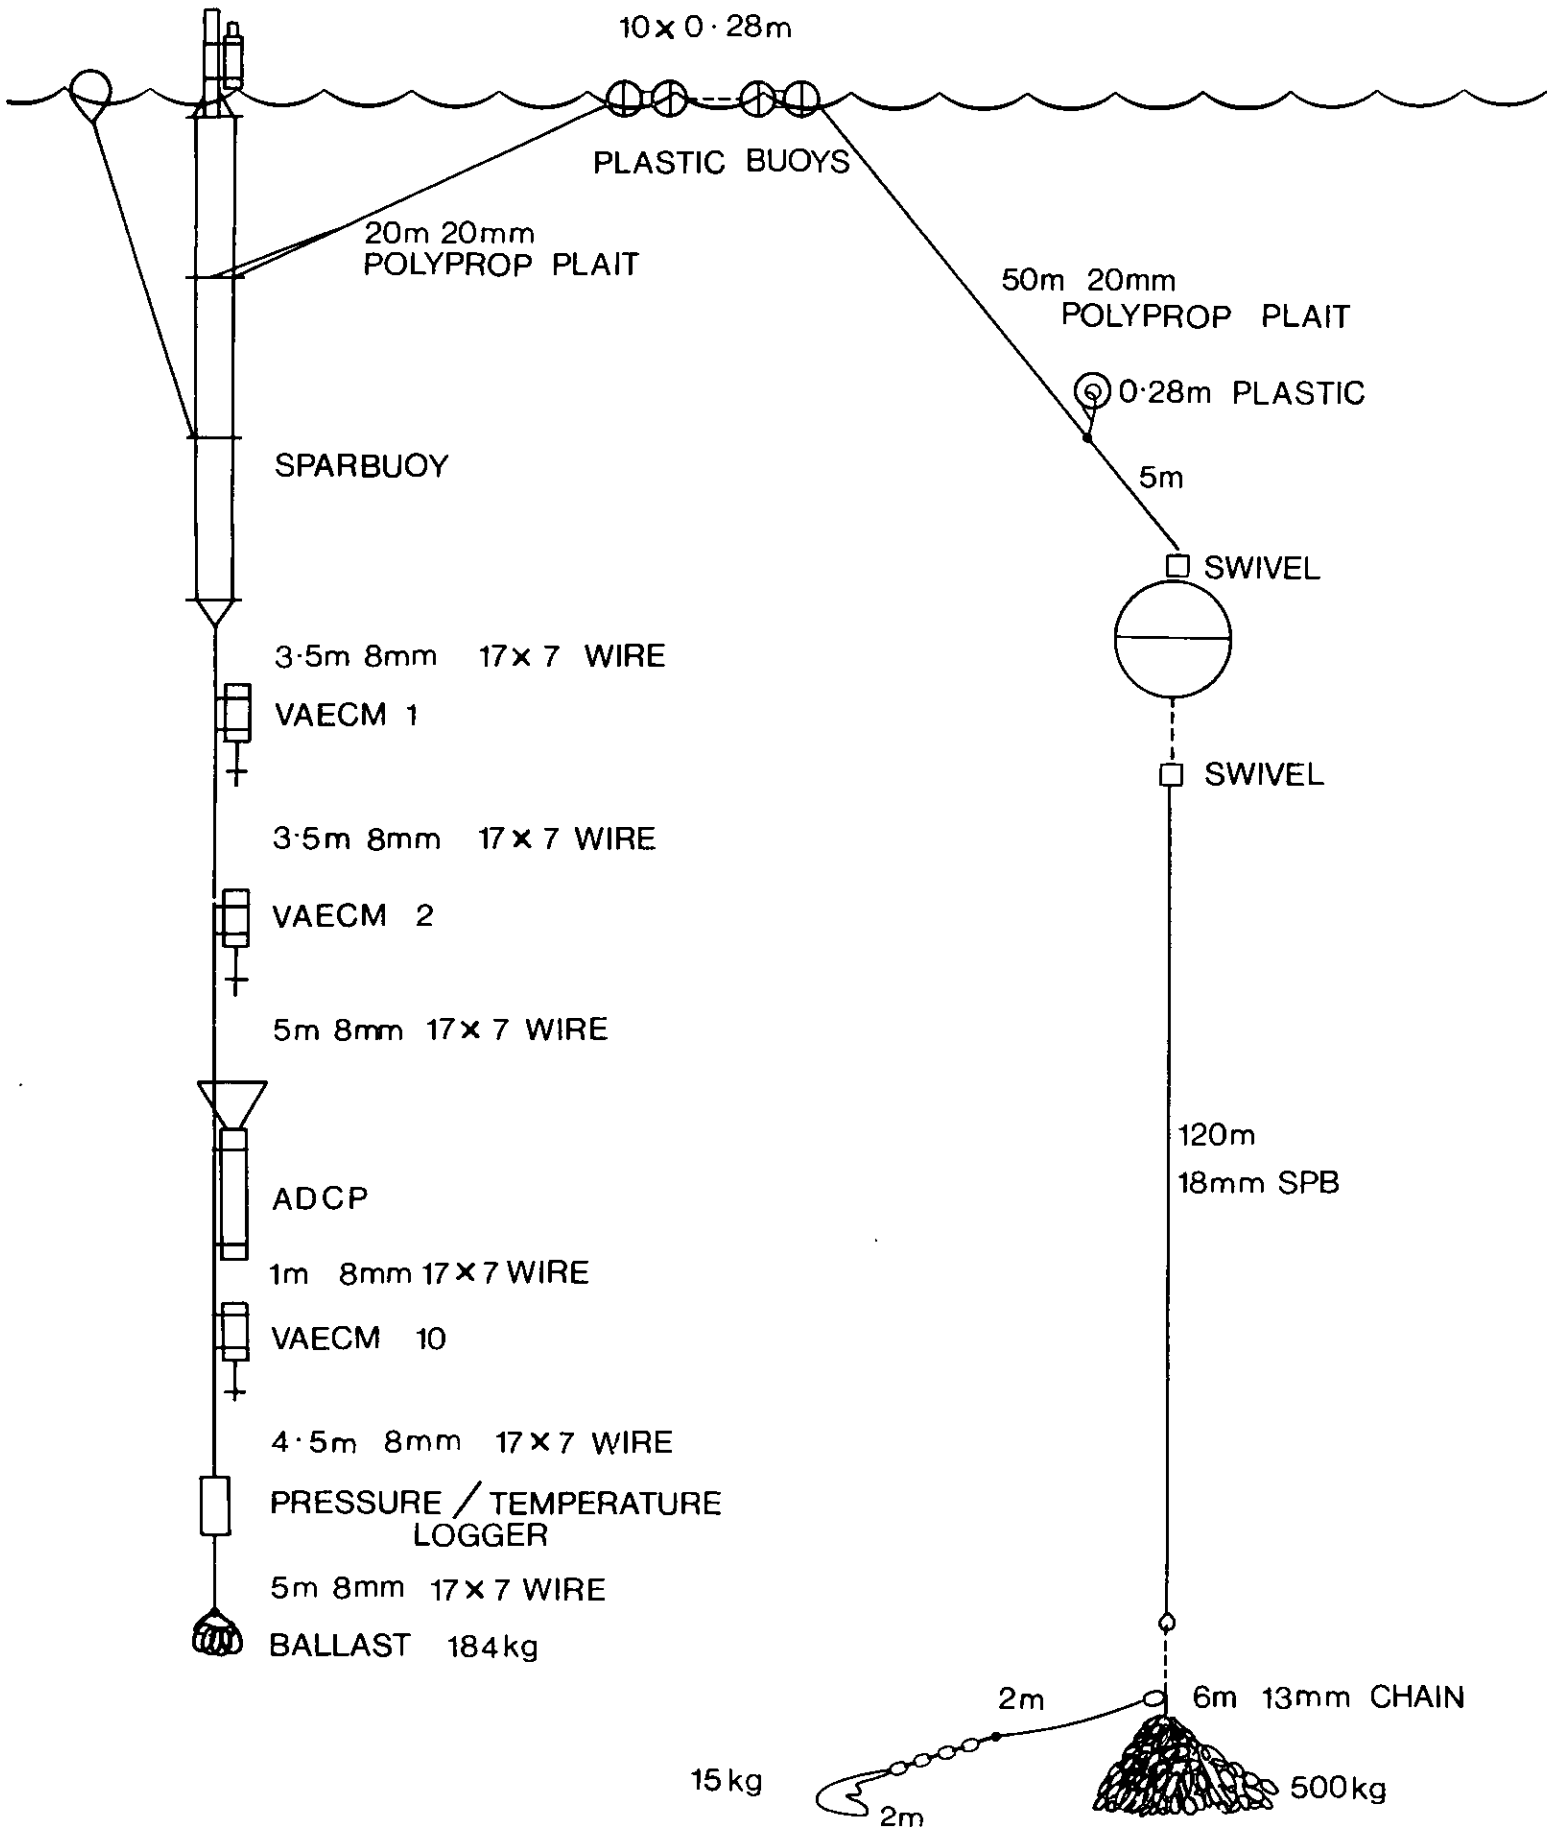 10 x 0·28m
PLASTIC BUOYS
20m 20mm
POLYPROP PLAIT
50m 20mm
POLYPROP PLAIT
0·28m PLASTIC
SPARBUOY
5m
SWIVEL
3·5m 8mm 17 x 7 WIRE
VAECM 1
SWIVEL
3·5m 8mm 17 x 7 WIRE
VAECM 2
5m 8mm 17 x 7 WIRE
120m
18mm SPB
ADCP
1m 8mm 17 x 7 WIRE
VAECM 10
4·5m 8mm 17 x 7 WIRE
PRESSURE / TEMPERATURE
LOGGER
5m 8mm 17 x 7 WIRE
BALLAST 184kg
2m
6m 13mm CHAIN
15kg
500kg
2m